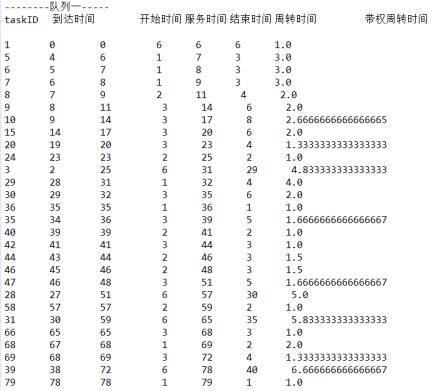 --------队列一-----
taskID 到达时间 开始时间 服务时间 结束时间 周转时间 带权周转时间
1 0 0 6 6 6 1.0
5 4 6 1 7 3 3.0
6 5 7 1 8 3 3.0
7 6 8 1 9 3 3.0
8 7 9 2 11 4 2.0
9 8 11 3 14 6 2.0
10 9 14 3 17 8 2.6666666666666665
15 14 17 3 20 6 2.0
20 19 20 3 23 4 1.3333333333333333
24 23 23 2 25 2 1.0
3 2 25 6 31 29 4.833333333333333
29 28 31 1 32 4 4.0
30 29 32 3 35 6 2.0
36 35 35 1 36 1 1.0
35 34 36 3 39 5 1.6666666666666667
40 39 39 2 41 2 1.0
42 41 41 3 44 3 1.0
44 43 44 2 46 3 1.5
46 45 46 2 48 3 1.5
47 46 48 3 51 5 1.6666666666666667
28 27 51 6 57 30 5.0
58 57 57 2 59 2 1.0
31 30 59 6 65 35 5.833333333333333
66 65 65 3 68 3 1.0
68 67 68 1 69 2 2.0
69 68 69 3 72 4 1.3333333333333333
39 38 72 6 78 40 6.666666666666667
79 78 78 1 79 1 1.0